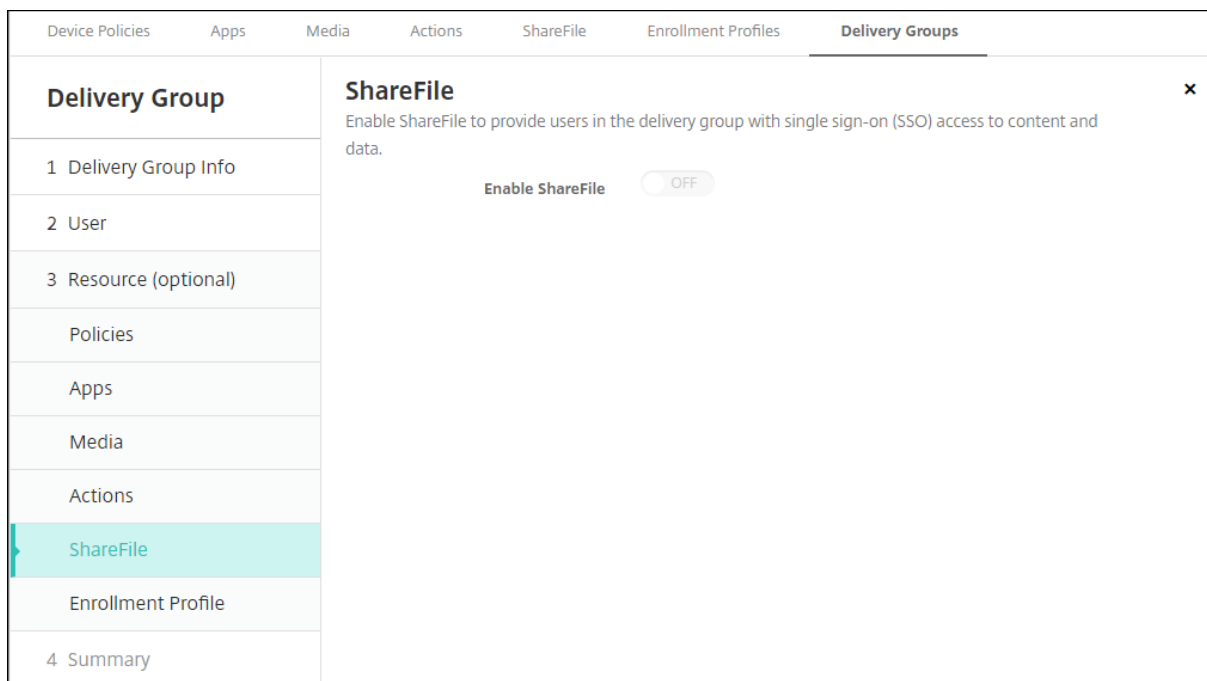 Device Policies Apps Media Actions ShareFile Enrollment Profiles Delivery Groups
Delivery Group
1 Delivery Group Info
2 User
3 Resource (optional)
Policies
Apps
Media
Actions
ShareFile
Enrollment Profile
4 Summary
ShareFile
Enable ShareFile to provide users in the delivery group with single sign-on (SSO) access to content and
data.
Enable ShareFile OFF